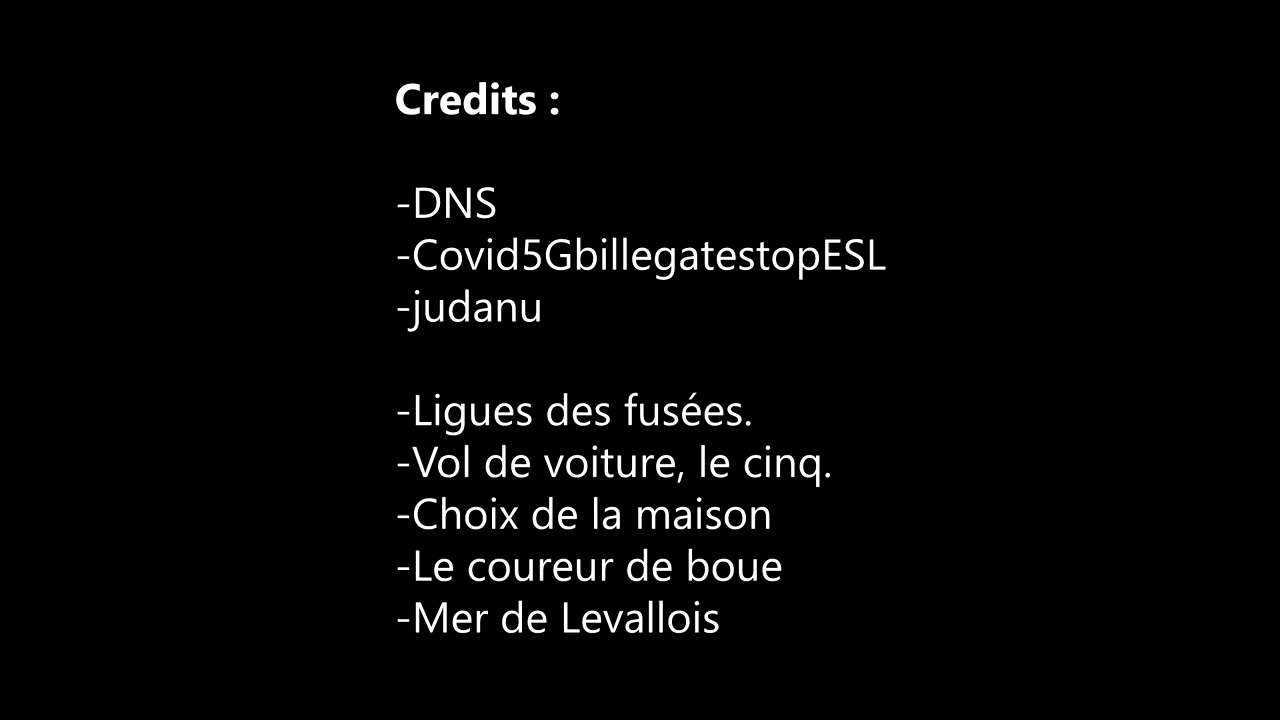 Credits :
-DNS
-Covid5GbillegatestopESL
-judanu
-Ligues des fusées.
-Vol de voiture, le cinq.
-Choix de la maison
-Le coureur de boue
-Mer de Levallois